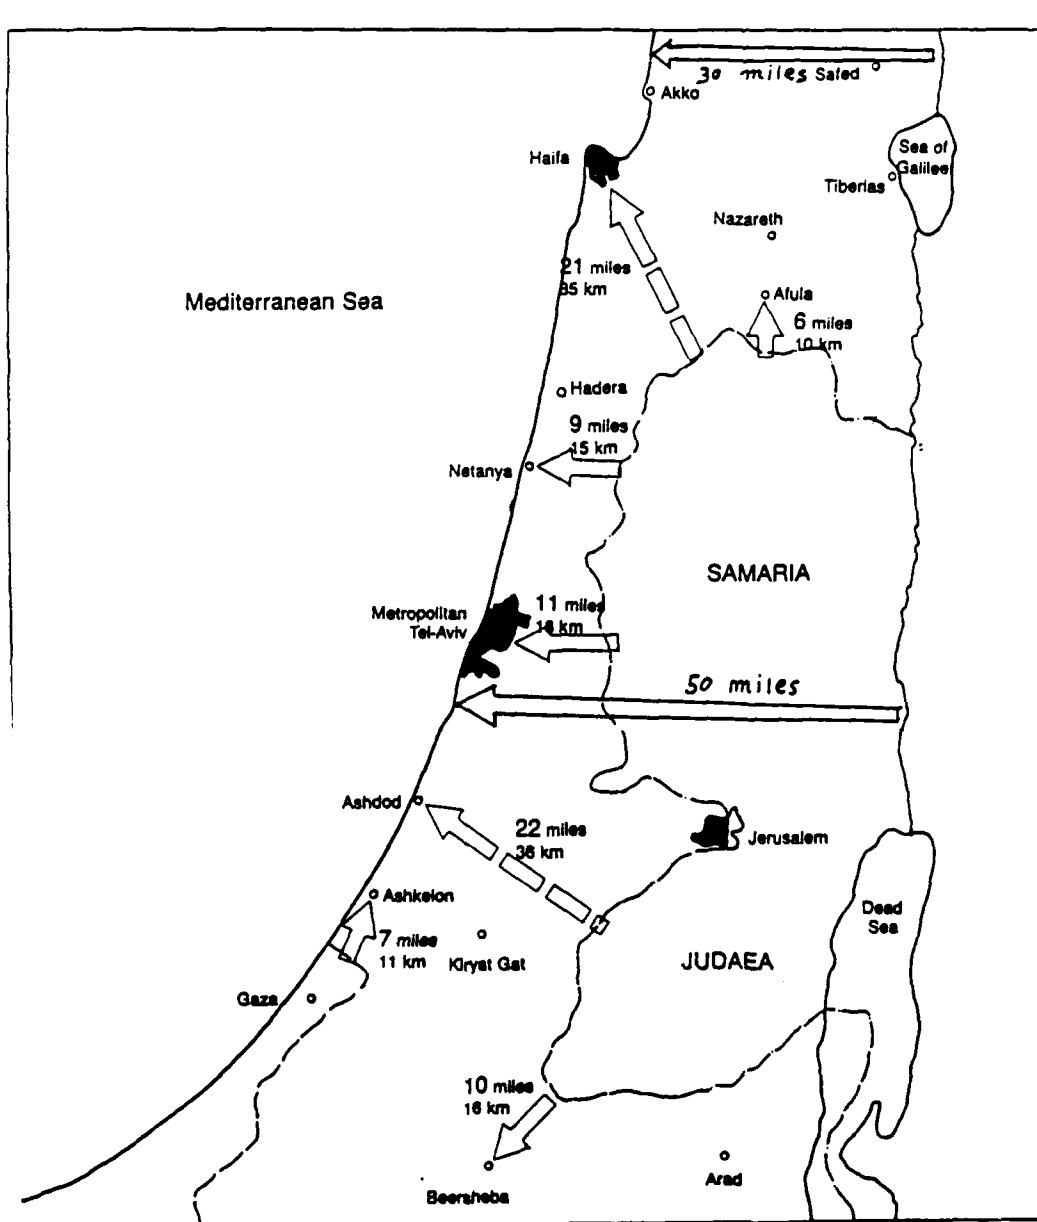 30 miles Safed
Akko
Haifa
Sea of
Galilee
Tiberias
Nazareth
21 miles
35 km
Mediterranean Sea
Afula
6 miles
10 km
Hadera
9 miles
15 km
Netanya
SAMARIA
Metropolitan
Tel-Aviv
11 miles
18 km
50 miles
Ashdod
22 miles
36 km
Jerusalem
Ashkelon
Dead
Sea
7 miles
11 km
Kiryat Gat
JUDAEA
Gaza
10 miles
16 km
Arad
Beersheba